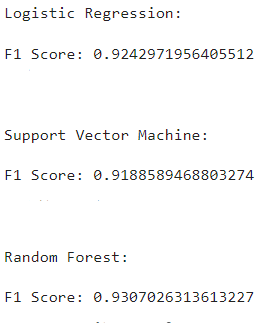 Logistic Regression:
F1 Score: 0.9242971956405512
Support Vector Machine:
F1 Score: 0.9188589468803274
Random Forest:
F1 Score: 0.9307026313613227